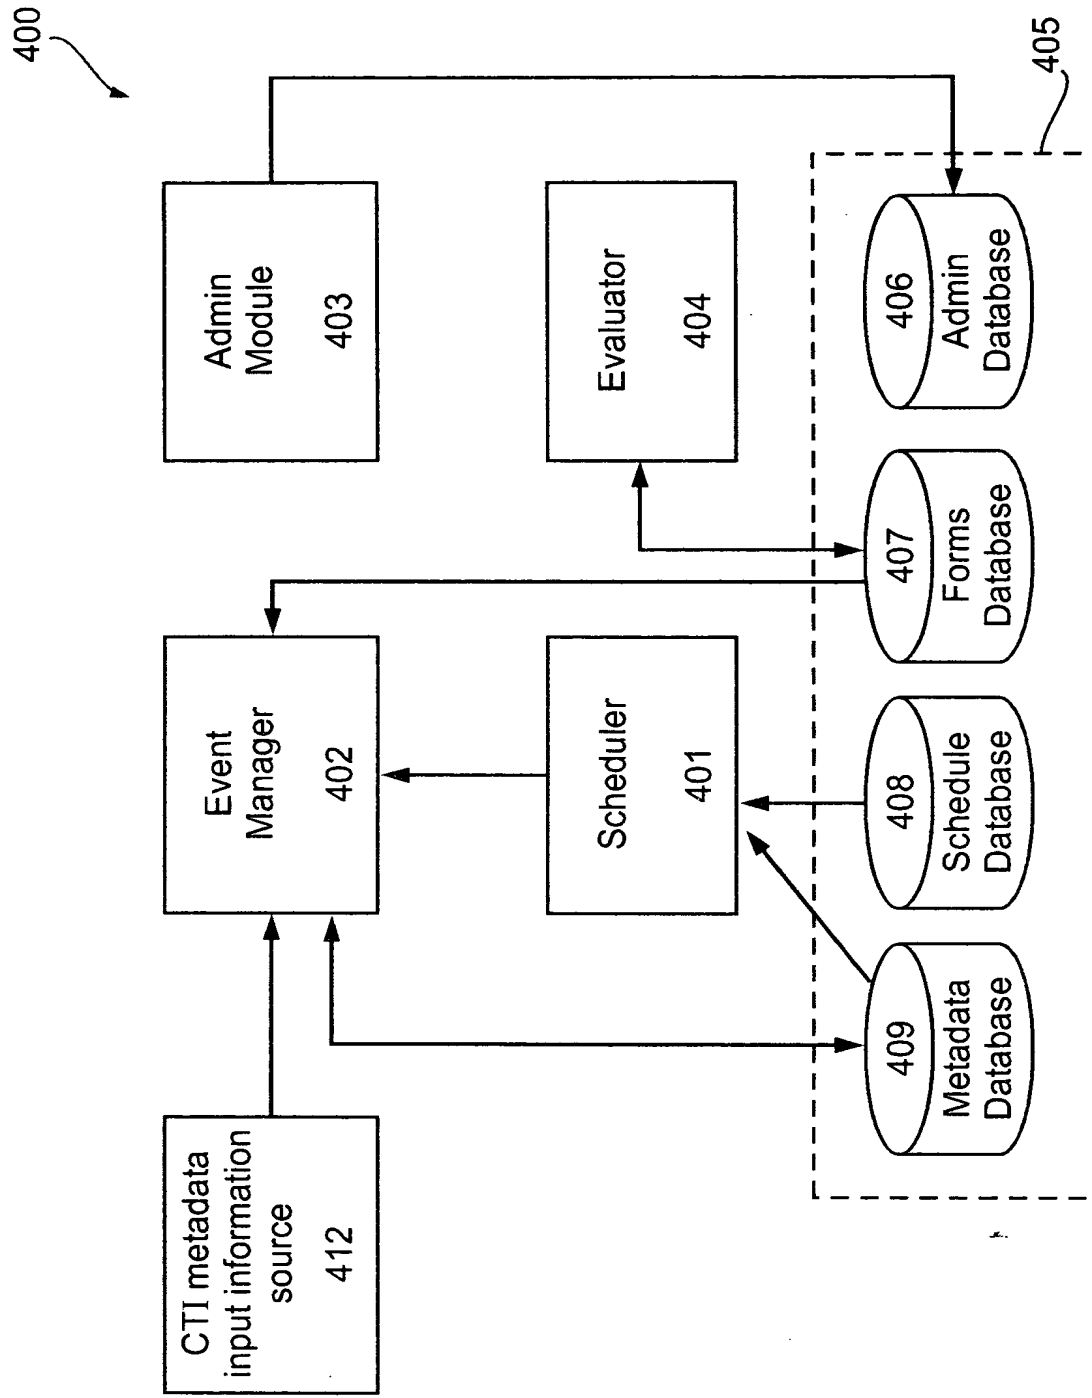 400
CTI metadata
input information
source
412
Event
Manager
402
Admin
Module
403
Scheduler
401
Evaluator
404
405
409
Metadata
Database
408
Schedule
Database
407
Forms
Database
406
Admin
Database